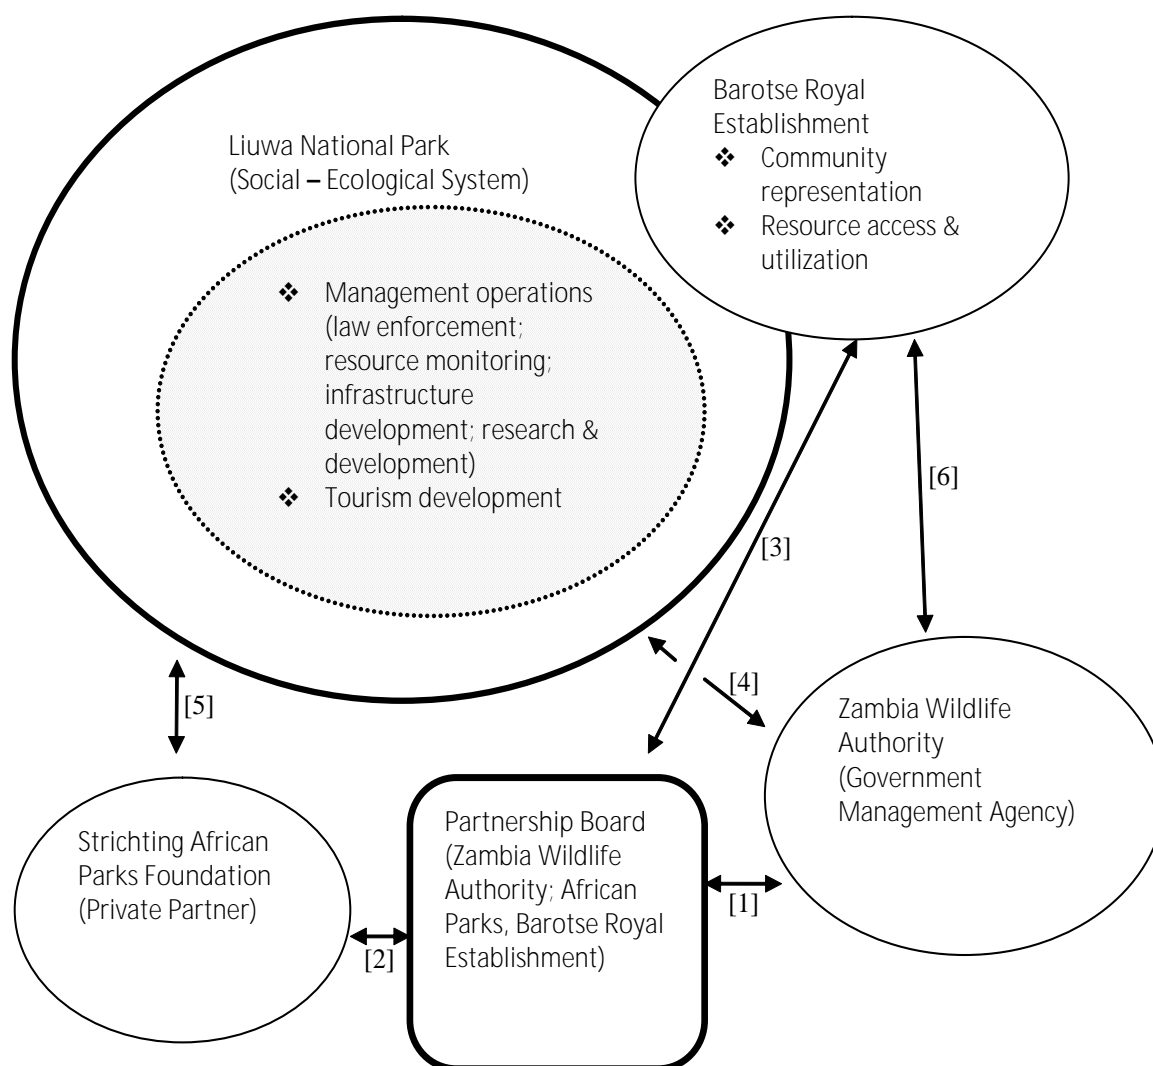 Liuwa National Park
(Social – Ecological System)
❖ Management operations
(law enforcement;
resource monitoring;
infrastructure
development; research &
development)
❖ Tourism development
Barotse Royal
Establishment
❖ Community
representation
❖ Resource access &
utilization
[3]
[6]
[4]
[5]
Zambia Wildlife
Authority
(Government
Management Agency)
Strichting African
Parks Foundation
(Private Partner)
[2]
Partnership Board
(Zambia Wildlife
Authority; African
Parks, Barotse Royal
Establishment)
[1]